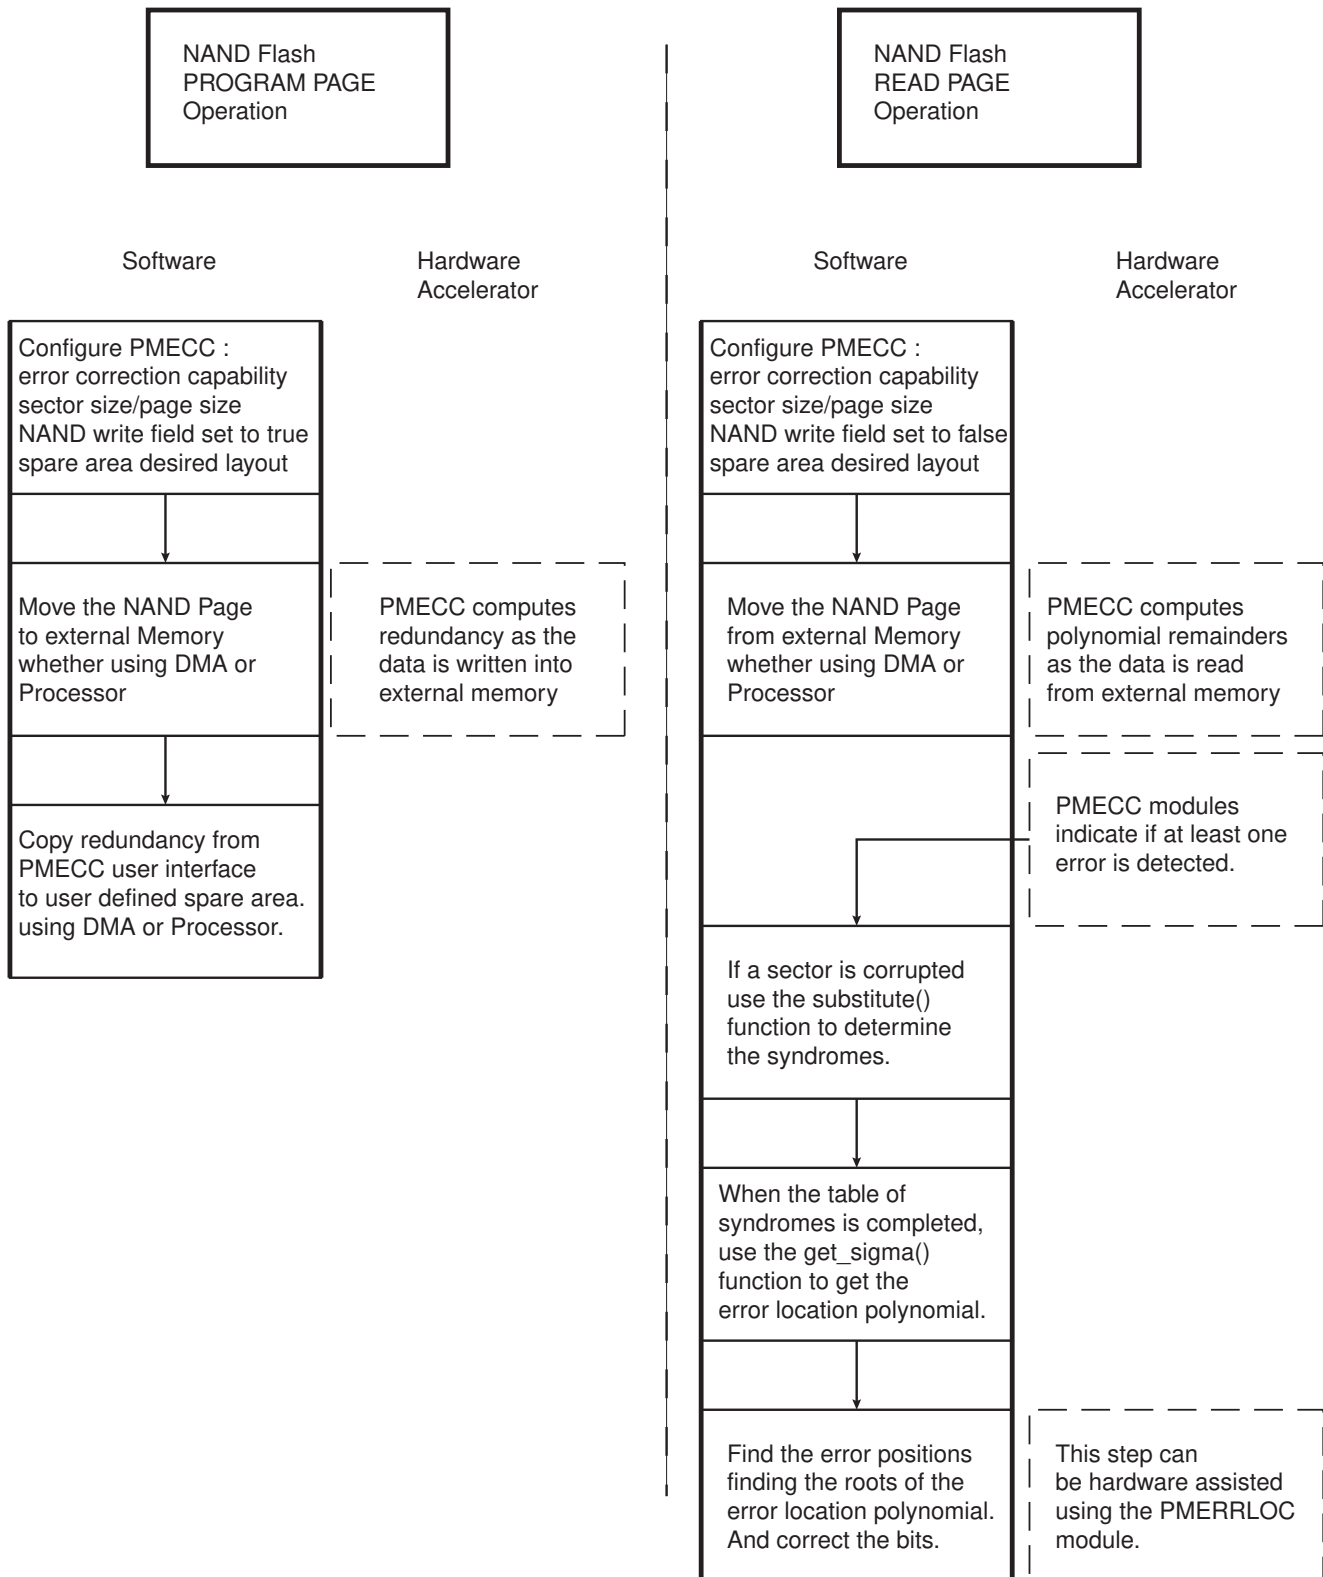 NAND Flash
PROGRAM PAGE
Operation
Software
Hardware
Accelerator
Configure PMECC :
error correction capability
sector size/page size
NAND write field set to true
spare area desired layout
Move the NAND Page
to external Memory
whether using DMA or
Processor
PMECC computes
redundancy as the
data is written into
external memory
Copy redundancy from
PMECC user interface
to user defined spare area.
using DMA or Processor.
NAND Flash
READ PAGE
Operation
Software
Hardware
Accelerator
Configure PMECC :
error correction capability
sector size/page size
NAND write field set to false
spare area desired layout
Move the NAND Page
from external Memory
whether using DMA or
Processor
PMECC computes
polynomial remainders
as the data is read
from external memory
PMECC modules
indicate if at least one
error is detected.
If a sector is corrupted
use the substitute()
function to determine
the syndromes.
When the table of
syndromes is completed,
use the get_sigma()
function to get the
error location polynomial.
Find the error positions
finding the roots of the
error location polynomial.
And correct the bits.
This step can
be hardware assisted
using the PMERRLOC
module.